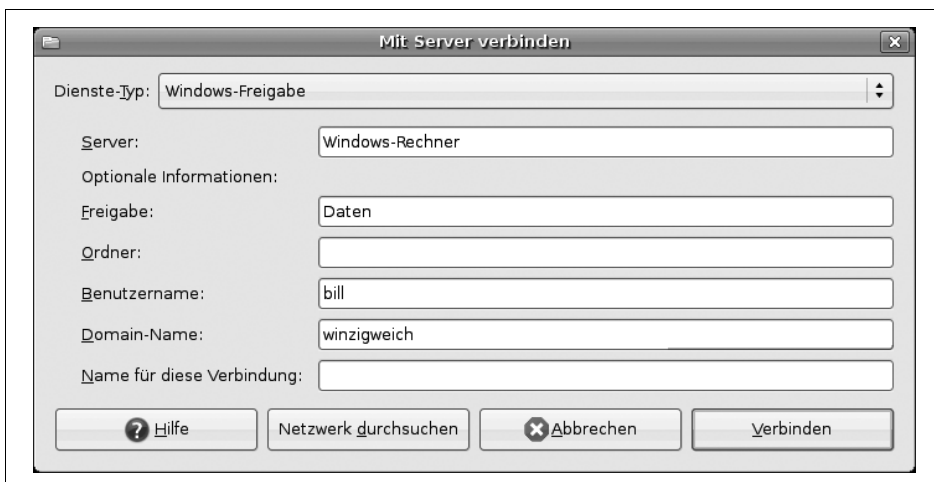 Mit Server verbinden
Dienste-Typ: Windows-Freigabe
Server: Windows-Rechner
Optionale Informationen:
Freigabe: Daten
Ordner:
Benutzername: bill
Domain-Name: winzigweich
Name für diese Verbindung:
Hilfe Netzwerk durchsuchen Abbrechen Verbinden